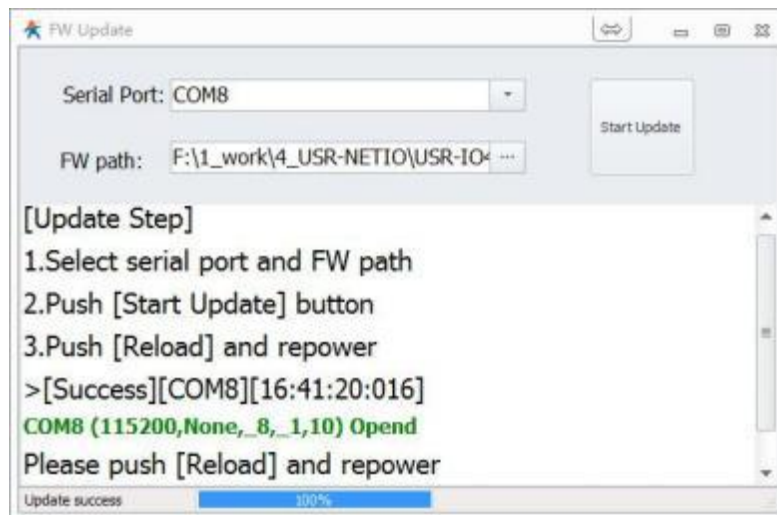 FW Update
Serial Port: COM8
Start Update
FW path: F:\1_work\4_USR-NETIO\USR-IO4 ...
[Update Step]
1.Select serial port and FW path
2.Push [Start Update] button
3.Push [Reload] and repower
>[Success][COM8][16:41:20:016]
COM8 (115200,None,_8,_1,10) Opend
Please push [Reload] and repower
Update success 100%